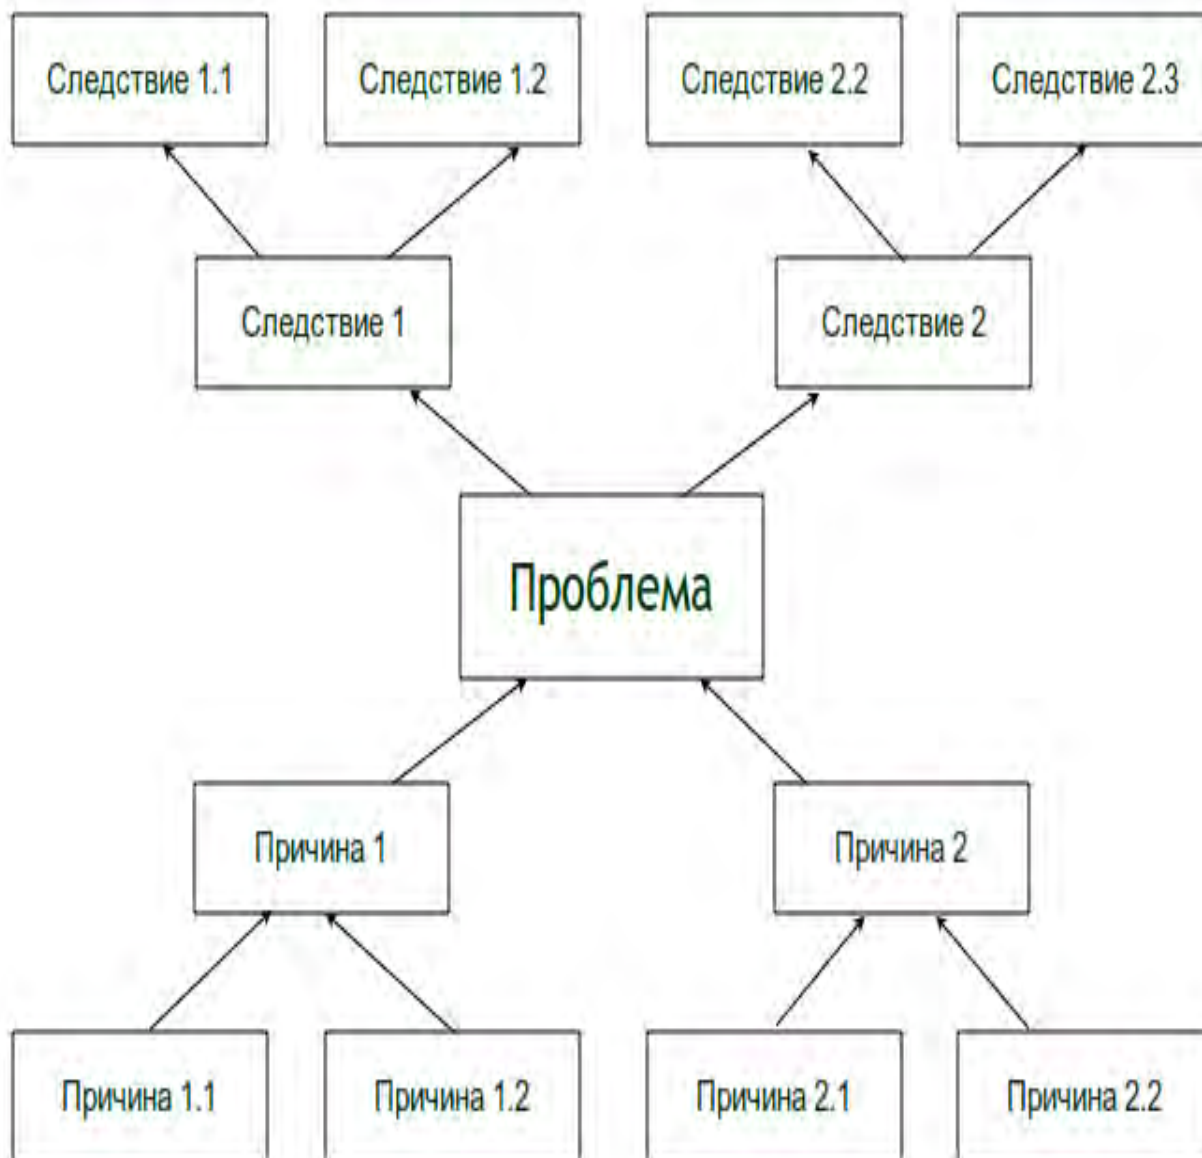 Следствие 1.1
Следствие 1.2
Следствие 2.2
Следствие 2.3
Следствие 1
Следствие 2
Проблема
Причина 1
Причина 2
Причина 1.1
Причина 1.2
Причина 2.1
Причина 2.2